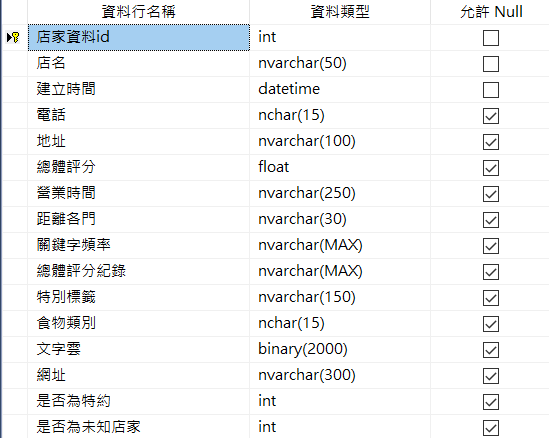 資料行名稱 資料類型 允許 Null
店家資料id int
店名 nvarchar(50)
建立時間 datetime
電話 nchar(15)
地址 nvarchar(100)
總體評分 float
營業時間 nvarchar(250)
距離各門 nvarchar(30)
關鍵字頻率 nvarchar(MAX)
總體評分紀錄 nvarchar(MAX)
特別標籤 nvarchar(150)
食物類別 nchar(15)
文字雲 binary(2000)
網址 nvarchar(300)
是否為特約 int
是否為未知店家 int